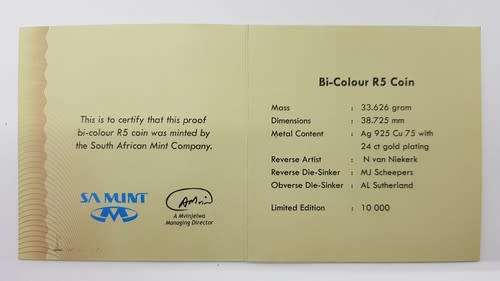 This is to certify that this proof
bi-colour R5 coin was minted by
the South African Mint Company.
SA MINT
A Mvinjelwa
Managing Director
Bi-Colour R5 Coin
Mass : 33.626 gram
Dimensions : 38.725 mm
Metal Content : Ag 925 Cu 75 with
24 ct gold plating
Reverse Artist : N van Niekerk
Reverse Die-Sinker : MJ Scheepers
Obverse Die-Sinker : AL Sutherland
Limited Edition : 10 000